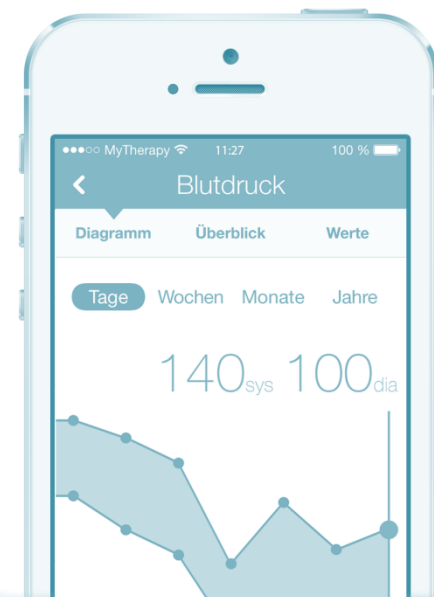 MyTherapy 11:27 100 %
Blutdruck
Diagramm Überblick Werte
Tage Wochen Monate Jahre
140sys 100dia